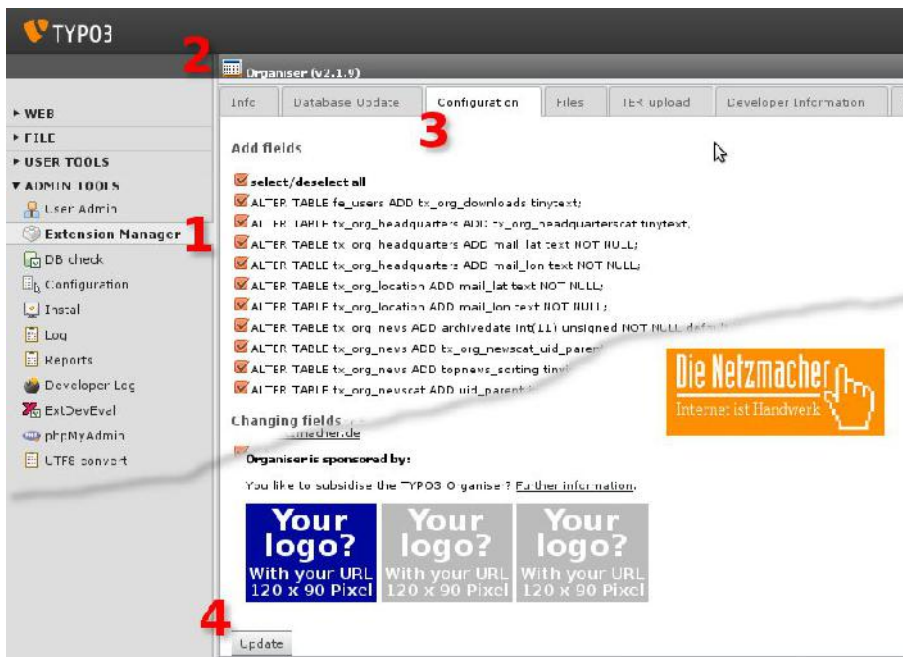 TYPO3
2
Organiser (v2.1.9)
Info
Database Update
Configuration
Files
TER upload
Developer Information
3
WEB
FILE
USER TOOLS
ADMIN TOOLS
User Admin
Extension Manager
1
DB check
Configuration
Install
Log
Reports
Developer Log
ExtDevEval
phpMyAdmin
UTF8 convert
Add fields
select/deselect all
ALTER TABLE fe_users ADD tx_org_downloads tinytext;
ALTER TABLE tx_org_headquarters ADD tx_org_headquarterscat tinytext;
ALTER TABLE tx_org_headquarters ADD mail_lat text NOT NULL;
ALTER TABLE tx_org_headquarters ADD mail_lon text NOT NULL;
ALTER TABLE tx_org_location ADD mail_lat text NOT NULL;
ALTER TABLE tx_org_location ADD mail_lon text NOT NULL;
ALTER TABLE tx_org_news ADD archivedate int(11) unsigned NOT NULL
ALTER TABLE tx_org_news ADD tx_org_newscat_uid_parent
ALTER TABLE tx_org_news ADD topnews_sorting
ALTER TABLE tx_org_newscat ADD uid_parent
Die Netzmacher
Internet ist Handwerk
Changing fields
Organiser is sponsored by:
You like to subsidise the TYPO3 Organiser? Further information.
Your logo?
With your URL
120 x 90 Pixel
Your logo?
With your URL
120 x 90 Pixel
Your logo?
With your URL
120 x 90 Pixel
4
Update